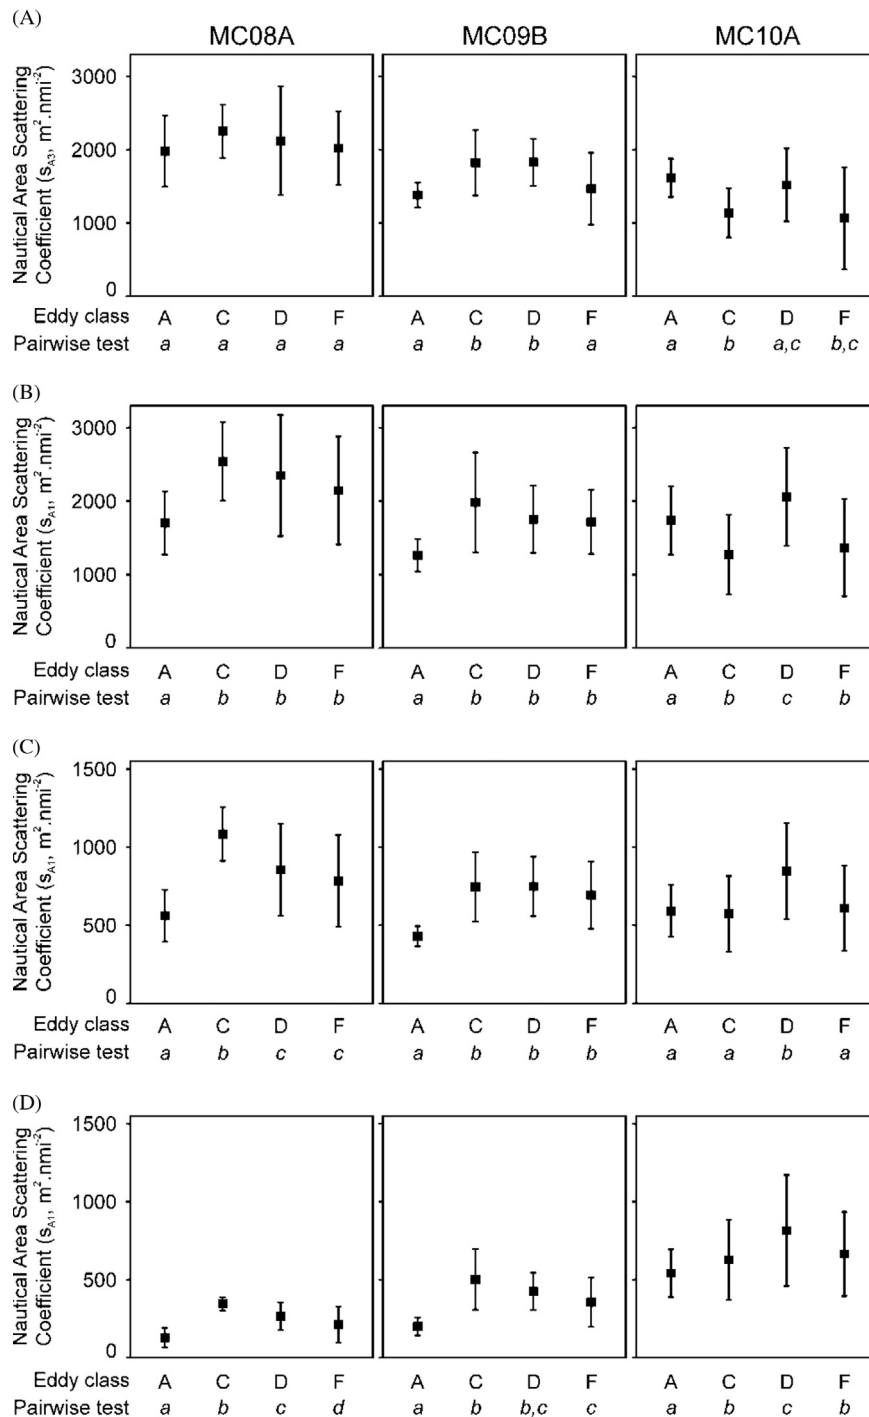 (A)
MC08A MC09B MC10A
Nautical Area Scattering
Coefficient (sA3, m².nmi⁻²)
3000
2000
1000
0
Eddy class A C D F A C D F A C D F
Pairwise test a a a a a b b a a b a,c b,c
(B)
Nautical Area Scattering
Coefficient (sA1, m².nmi⁻²)
3000
2000
1000
0
Eddy class A C D F A C D F A C D F
Pairwise test a b b b a b b b a b c b
(C)
Nautical Area Scattering
Coefficient (sA1, m².nmi⁻²)
1500
1000
500
0
Eddy class A C D F A C D F A C D F
Pairwise test a b c c a b b b a a b a
(D)
Nautical Area Scattering
Coefficient (sA1, m².nmi⁻²)
1500
1000
500
0
Eddy class A C D F A C D F A C D F
Pairwise test a b c d a b b,c c a b c b